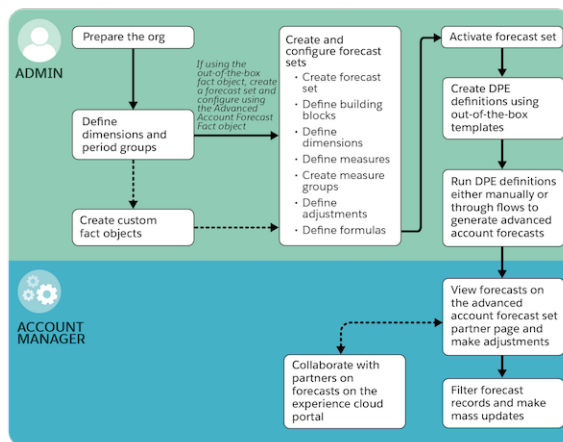 ADMIN
Prepare the org
Define
dimensions and
period groups
Create custom
fact objects
If using the
out-of-the-box
fact object, create
a forecast set and
configure using
the Advanced
Account Forecast
Fact object
Create and
configure forecast
sets
• Create forecast
set
• Define building
blocks
• Define
dimensions
• Define measures
• Create measure
groups
• Define
adjustments
• Define formulas
Activate forecast set
Create DPE
definitions using
out-of-the-box
templates
Run DPE definitions
either manually or
through flows to
generate advanced
account forecasts
ACCOUNT
MANAGER
View forecasts on
the advanced
account forecast set
partner page and
make adjustments
Collaborate with
partners on
forecasts on the
experience cloud
portal
Filter forecast
records and make
mass updates